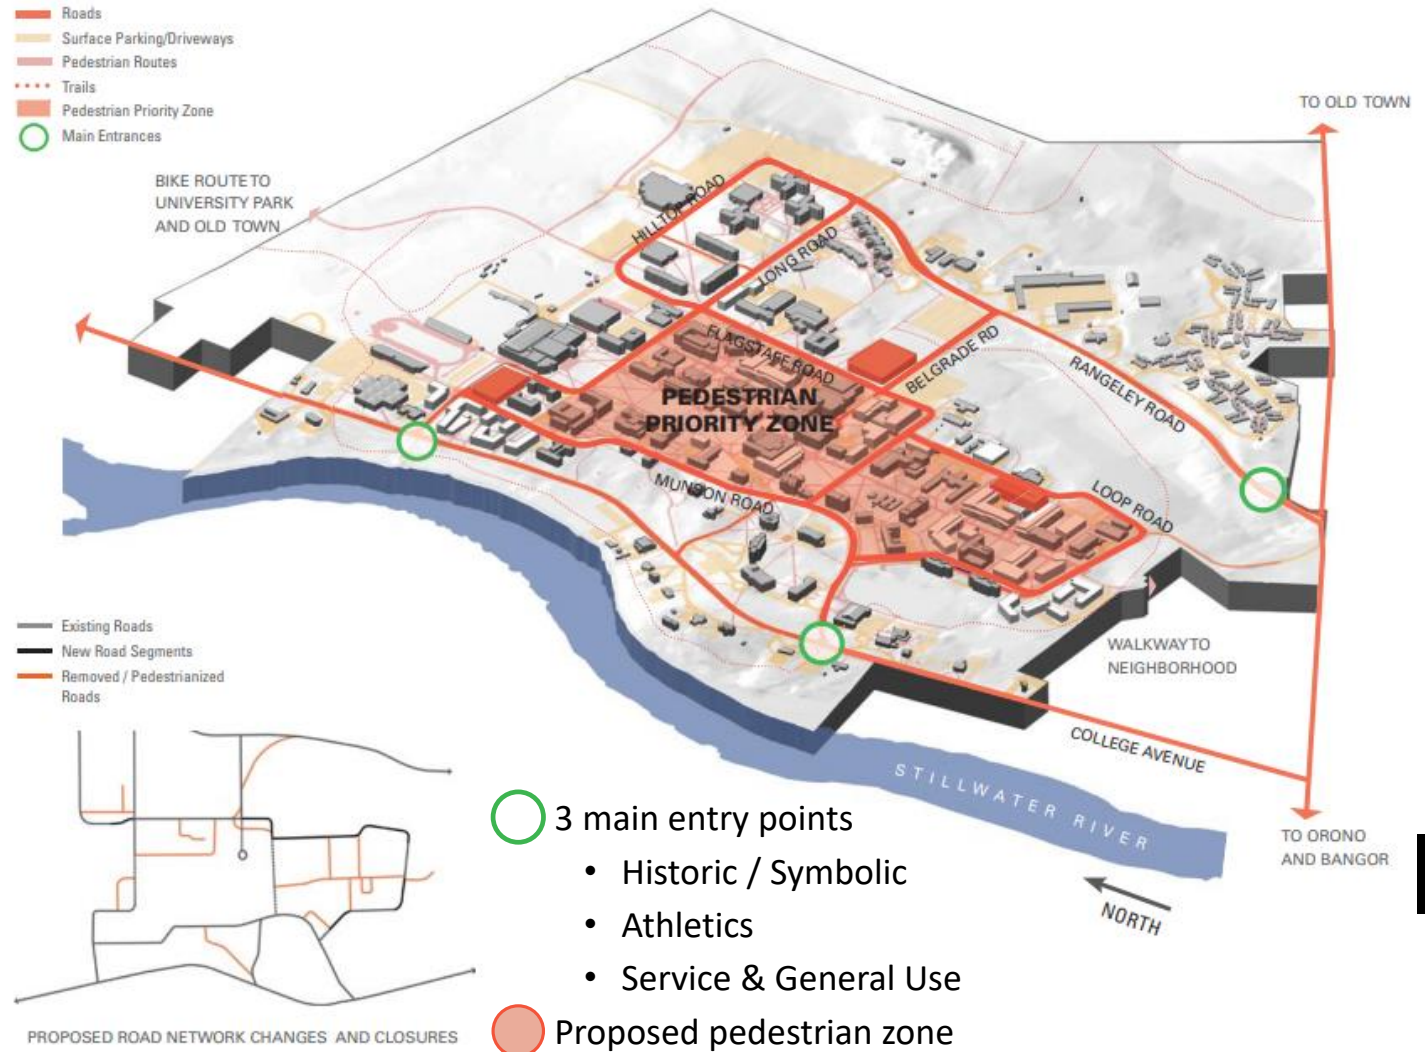 Roads
Surface Parking/Driveways
Pedestrian Routes
Trails
Pedestrian Priority Zone
Main Entrances
TO OLD TOWN
BIKE ROUTE TO
UNIVERSITY PARK
AND OLD TOWN
HILLTOP ROAD
LONG ROAD
FLAGSTAFF ROAD
BELGRADE RD
RANGELEY ROAD
PEDESTRIAN
PRIORITY ZONE
MUNSON ROAD
LOOP ROAD
WALKWAY TO
NEIGHBORHOOD
COLLEGE AVENUE
STILLWATER RIVER
TO ORONO
AND BANGOR
NORTH
Existing Roads
New Road Segments
Removed / Pedestrianized
Roads
PROPOSED ROAD NETWORK CHANGES AND CLOSURES
3 main entry points
• Historic / Symbolic
• Athletics
• Service & General Use
Proposed pedestrian zone